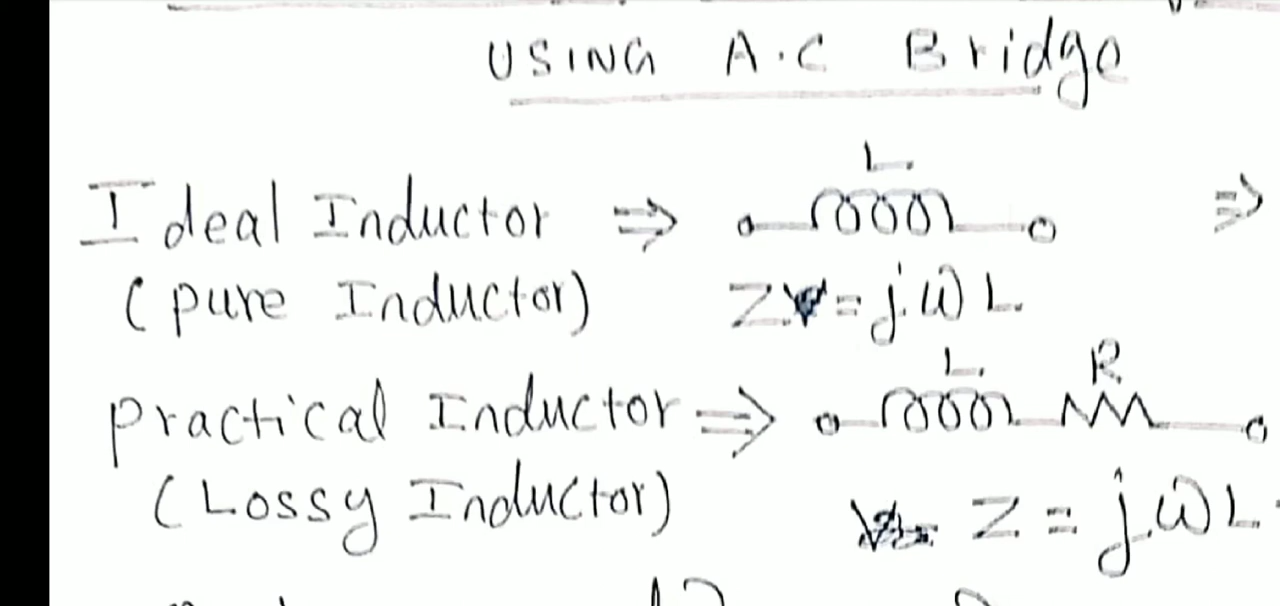 USING A.C Bridge
L.
Ideal Inductor ⇒ ⇒
(pure Inductor) Z = jωL
L. R
Practical Inductor ⇒
(Lossy Inductor) Z = jωL